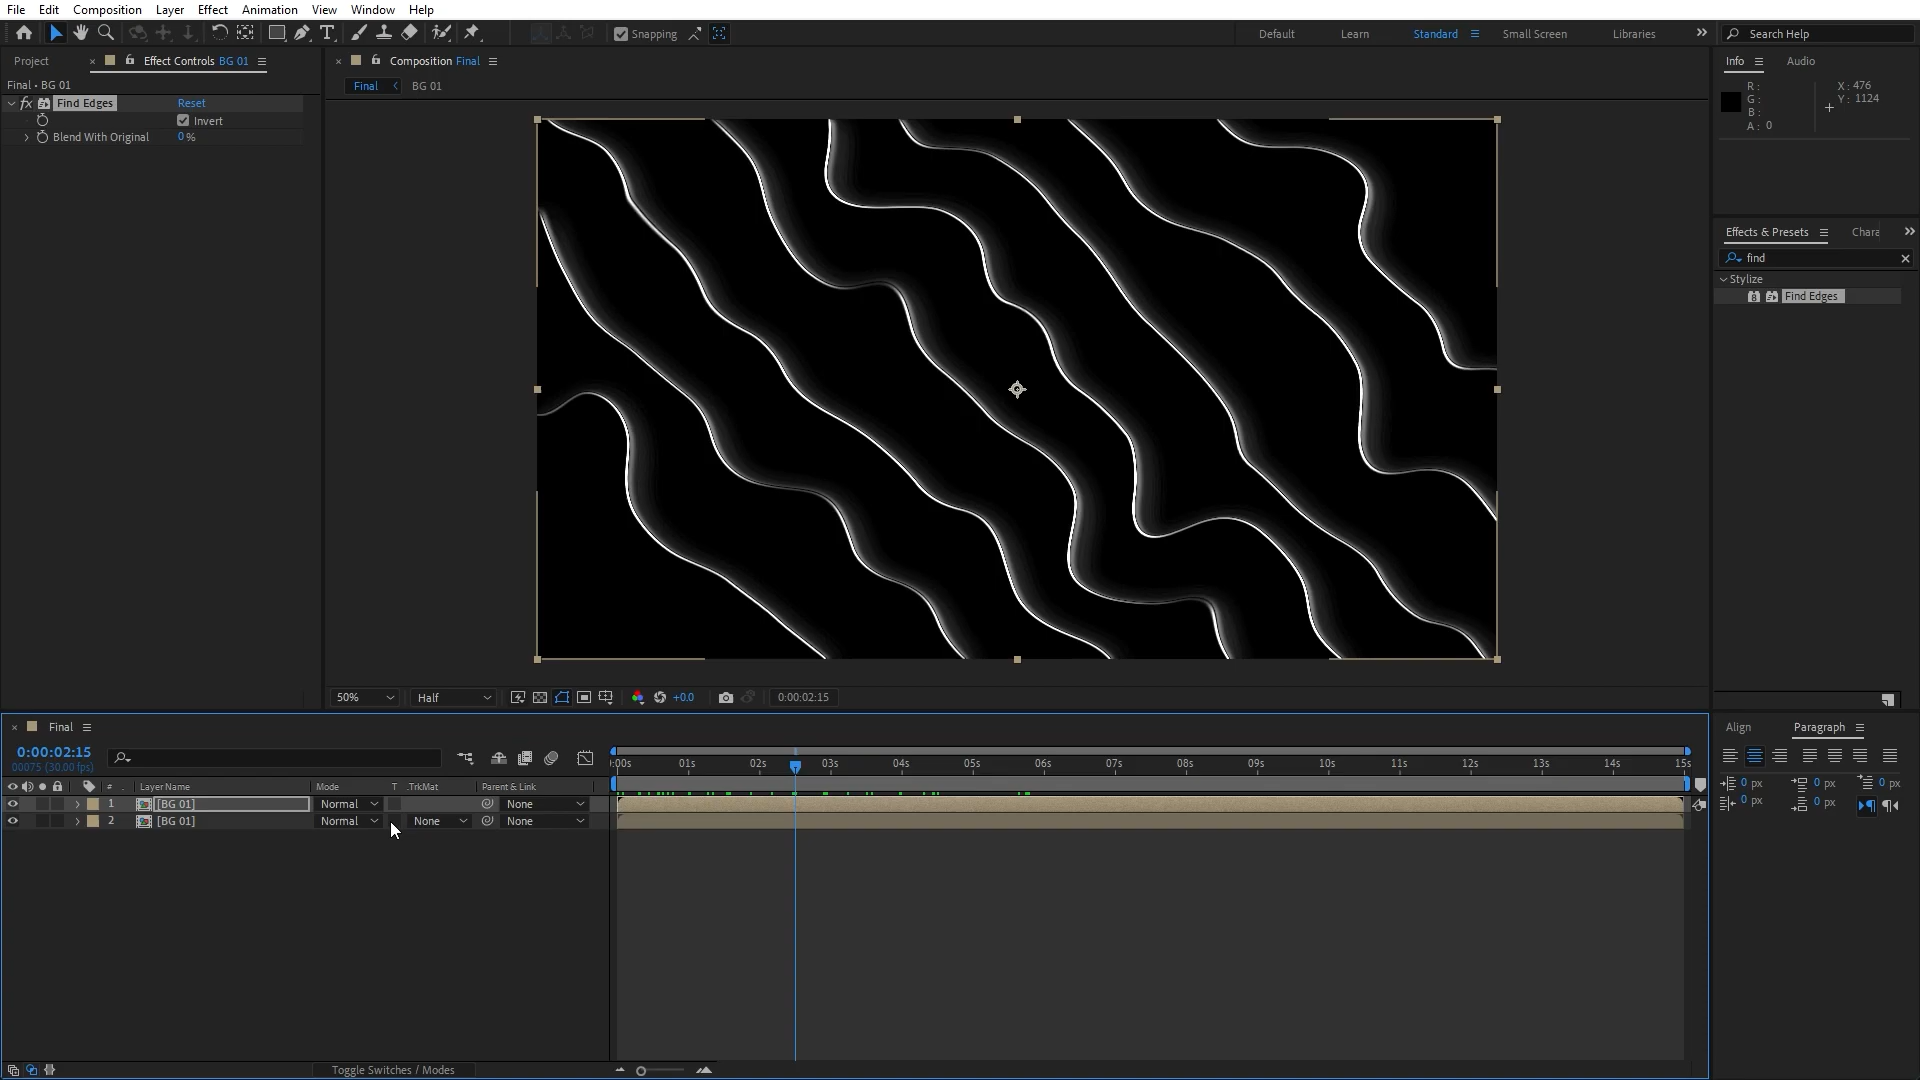 File Edit Composition Layer Effect Animation View Window Help
Snapping Default Learn Standard Small Screen Libraries Search Help
Project Effect Controls BG 01 Composition Final Info Audio
Final • BG 01 Final BG 01
fx Find Edges Reset
Invert
Blend With Original 0 %
R :
G :
B :
A : 0
X : 476
Y : 1124
Effects & Presets Chara
find
Stylize
Find Edges
50% Half +0.0 0:00:02:15
Final
0:00:02:15
00075 (30.00 fps)
# Layer Name Mode T .TrkMat Parent & Link
1 [BG 01] Normal None
2 [BG 01] Normal None None
:00s 01s 02s 03s 04s 05s 06s 07s 08s 09s 10s 11s 12s 13s 14s 15s
Toggle Switches / Modes
Align Paragraph
0 px 0 px 0 px
0 px 0 px